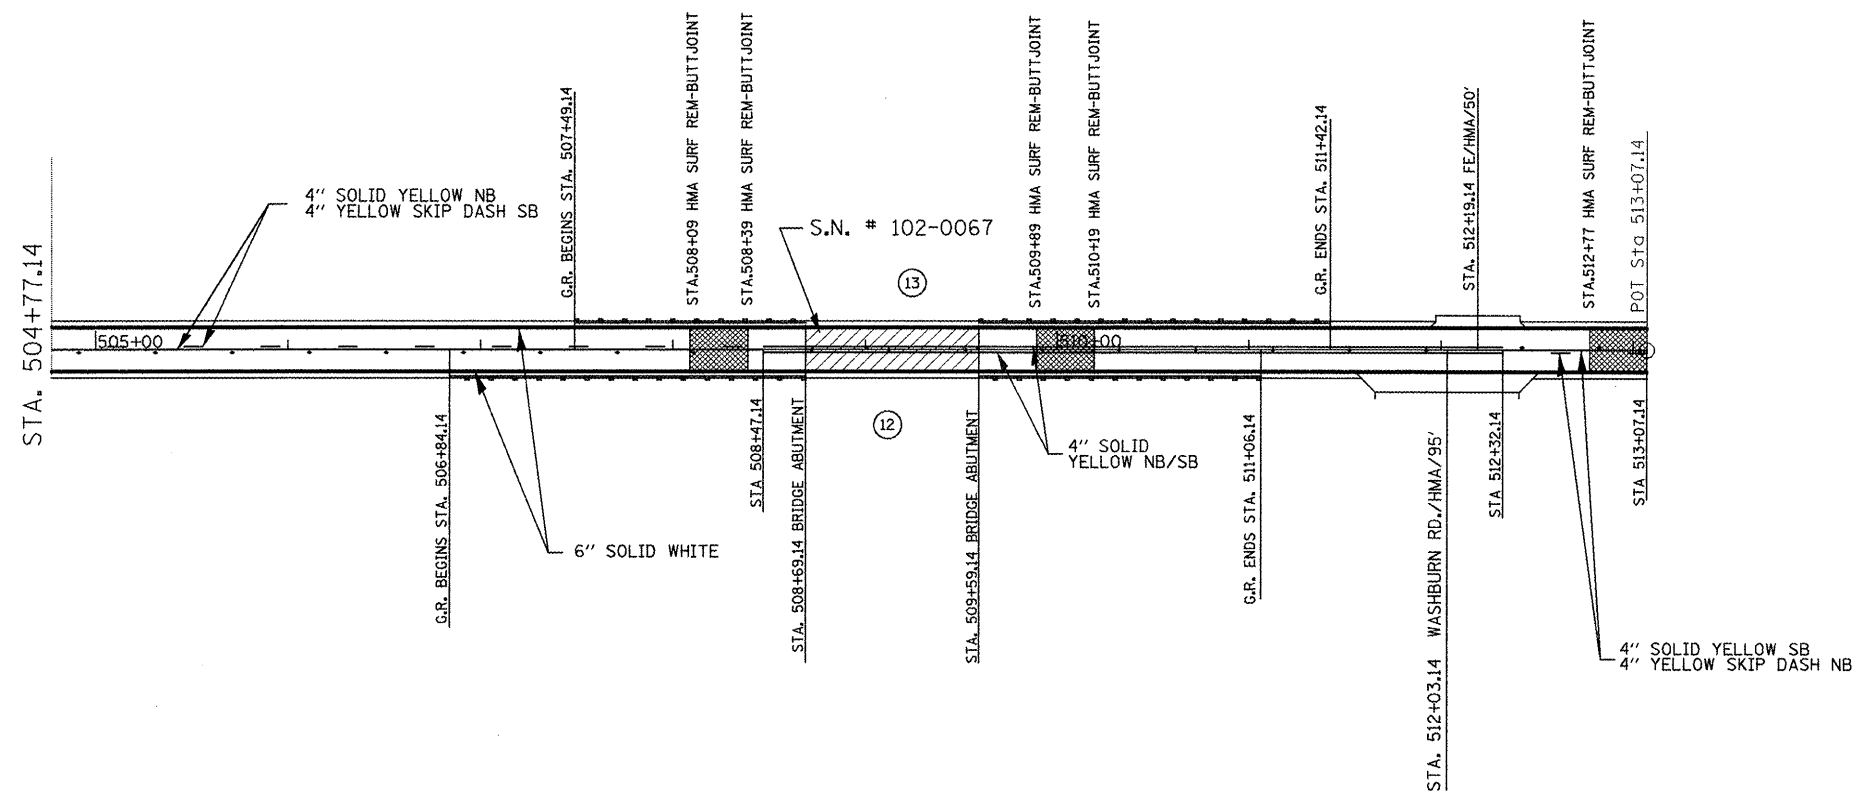 STA. 504+77.14
4" SOLID YELLOW NB
4" YELLOW SKIP DASH SB
G.R. BEGINS STA. 507+49.14
STA.508+09 HMA SURF REM-BUTTJOINT
STA.508+39 HMA SURF REM-BUTTJOINT
S.N. # 102-0067
13
STA.509+89 HMA SURF REM-BUTTJOINT
STA.510+19 HMA SURF REM-BUTTJOINT
G.R. ENDS STA. 511+42.14
STA. 512+19.14 FE/HMA/50'
STA.512+77 HMA SURF REM-BUTTJOINT
POT Sta 513+07.14
505+00
510+00
G.R. BEGINS STA. 506+84.14
6" SOLID WHITE
STA 508+47.14
STA. 508+69.14 BRIDGE ABUTMENT
12
STA. 509+59.14 BRIDGE ABUTMENT
4" SOLID
YELLOW NB/SB
G.R. ENDS STA. 511+06.14
STA. 512+03.14 WASHBURN RD./HMA/95'
STA 512+32.14
STA 513+07.14
4" SOLID YELLOW SB
4" YELLOW SKIP DASH NB